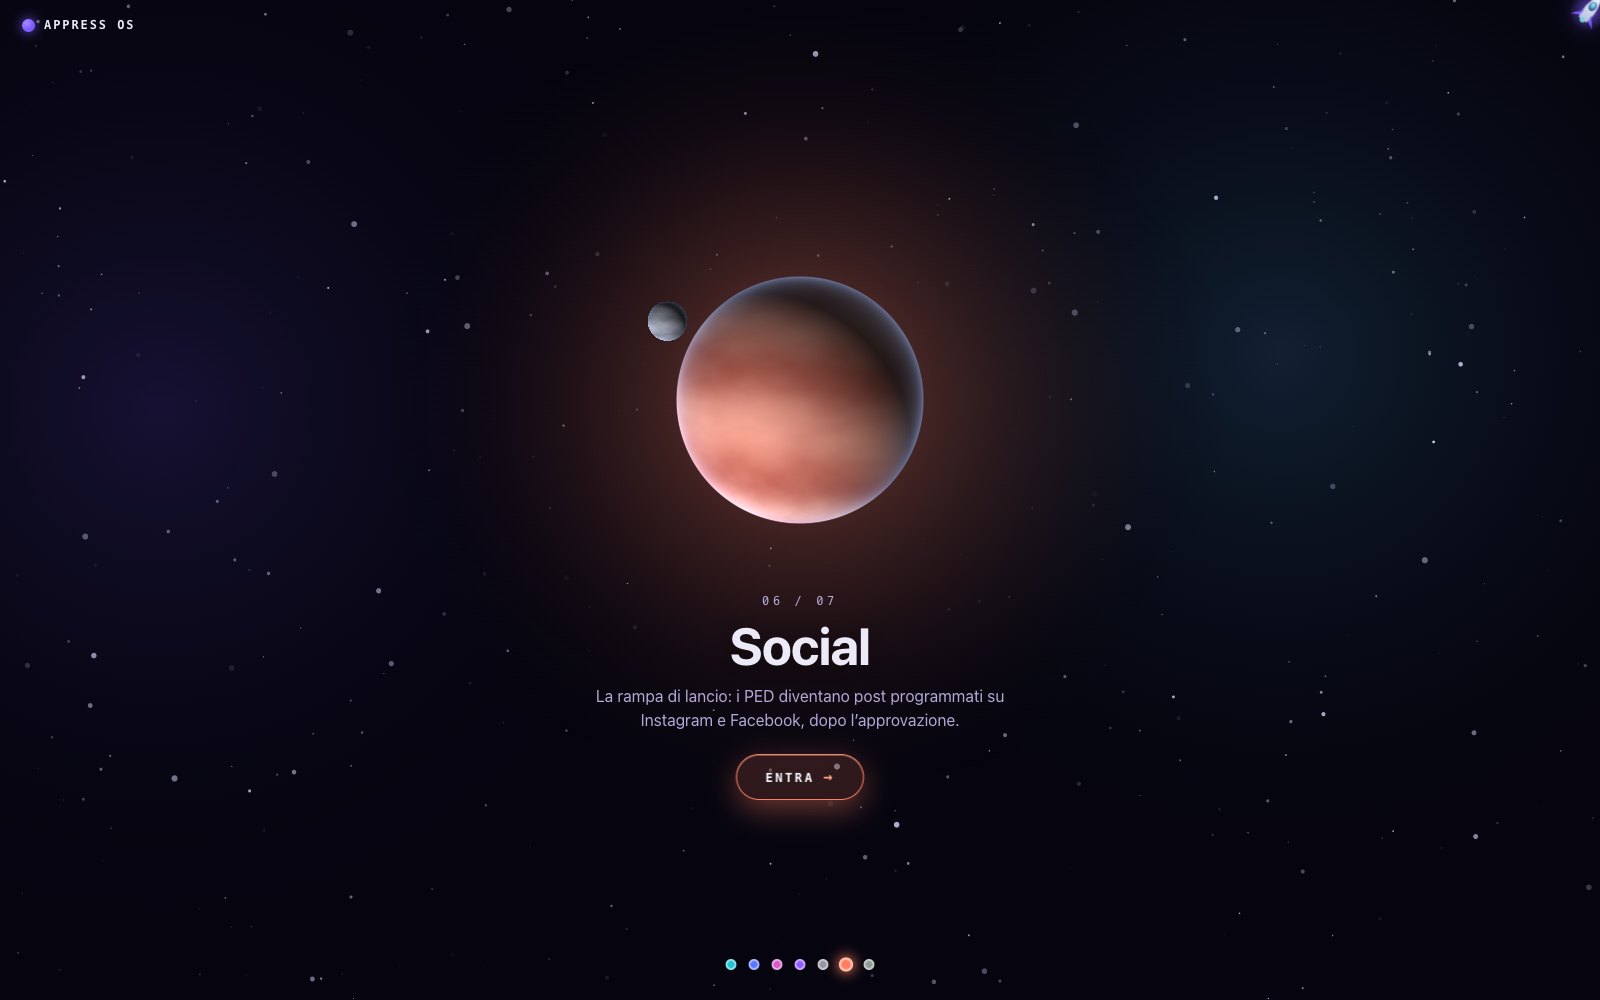 APPRESS OS
06 / 07
Social
La rampa di lancio: i PED diventano post programmati su
Instagram e Facebook, dopo l’approvazione.
ENTRA →